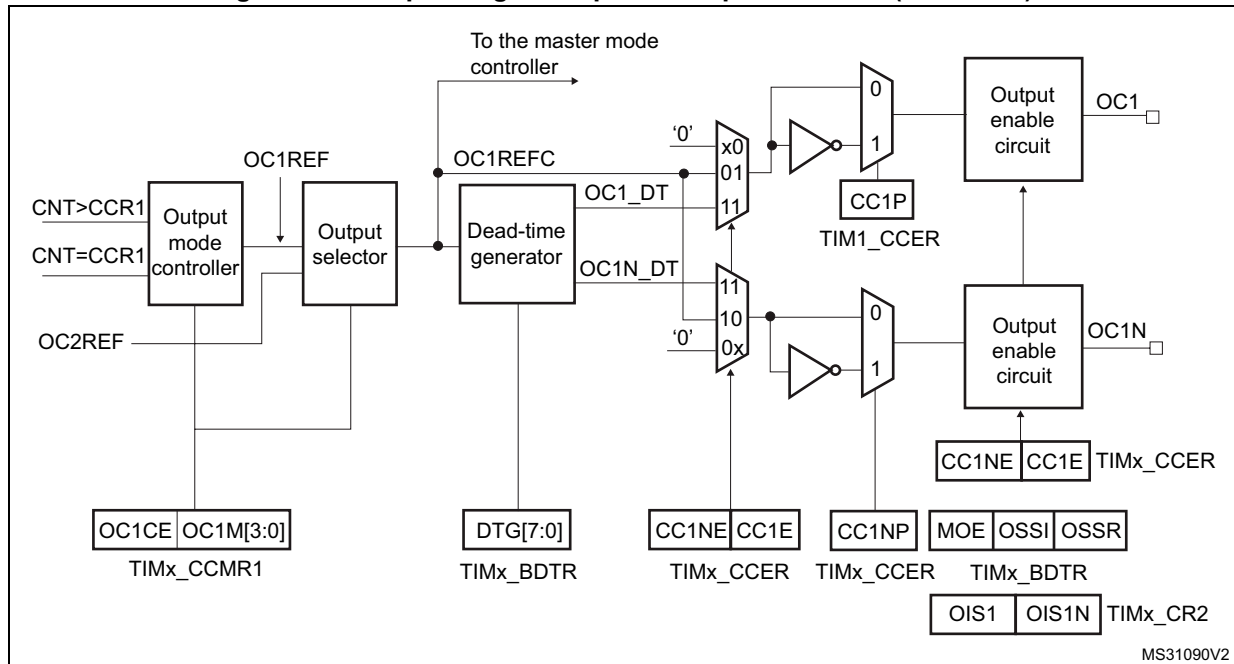 To the master mode
controller
OC1REF
OC1REFC
CNT>CCR1
CNT=CCR1
OC2REF
Output
mode
controller
Output
selector
Dead-time
generator
OC1_DT
OC1N_DT
'0'
x0
01
11
11
10
0x
'0'
0
1
CC1P
TIM1_CCER
0
1
Output
enable
circuit
OC1
Output
enable
circuit
OC1N
CC1NE CC1E TIMx_CCER
OC1CE OC1M[3:0]
TIMx_CCMR1
DTG[7:0]
TIMx_BDTR
CC1NE CC1E
TIMx_CCER
CC1NP
TIMx_CCER
MOE OSSI OSSR
TIMx_BDTR
OIS1 OIS1N TIMx_CR2
MS31090V2